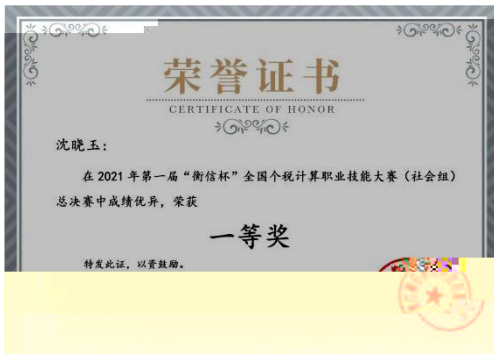 荣誉证书
CERTIFICATE OF HONOR
沈晓玉：
在2021年第一届“衡信杯”全国个税计算职业技能大赛（社会组）
总决赛中成绩优异，荣获
一等奖
特发此证，以资鼓励。